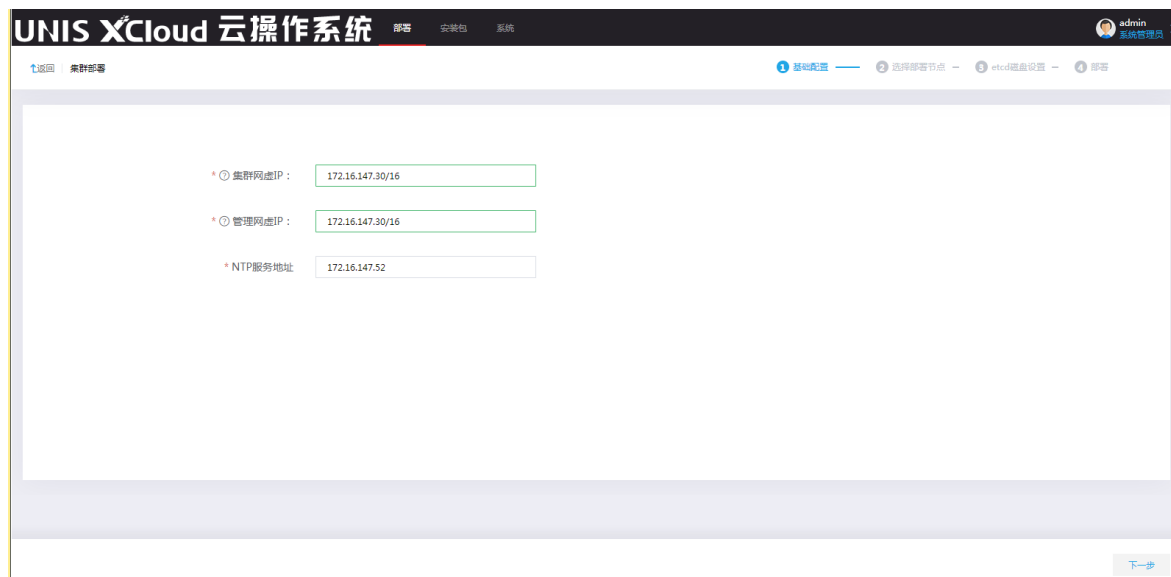 UNIS XCloud 云操作系统 部署 安装包 系统 admin
系统管理员
返回 集群部署 1 基础配置 2 选择部署节点 3 etcd磁盘设置 4 部署
* ? 集群网虚IP： 172.16.147.30/16
* ? 管理网虚IP： 172.16.147.30/16
* NTP服务地址 172.16.147.52
下一步